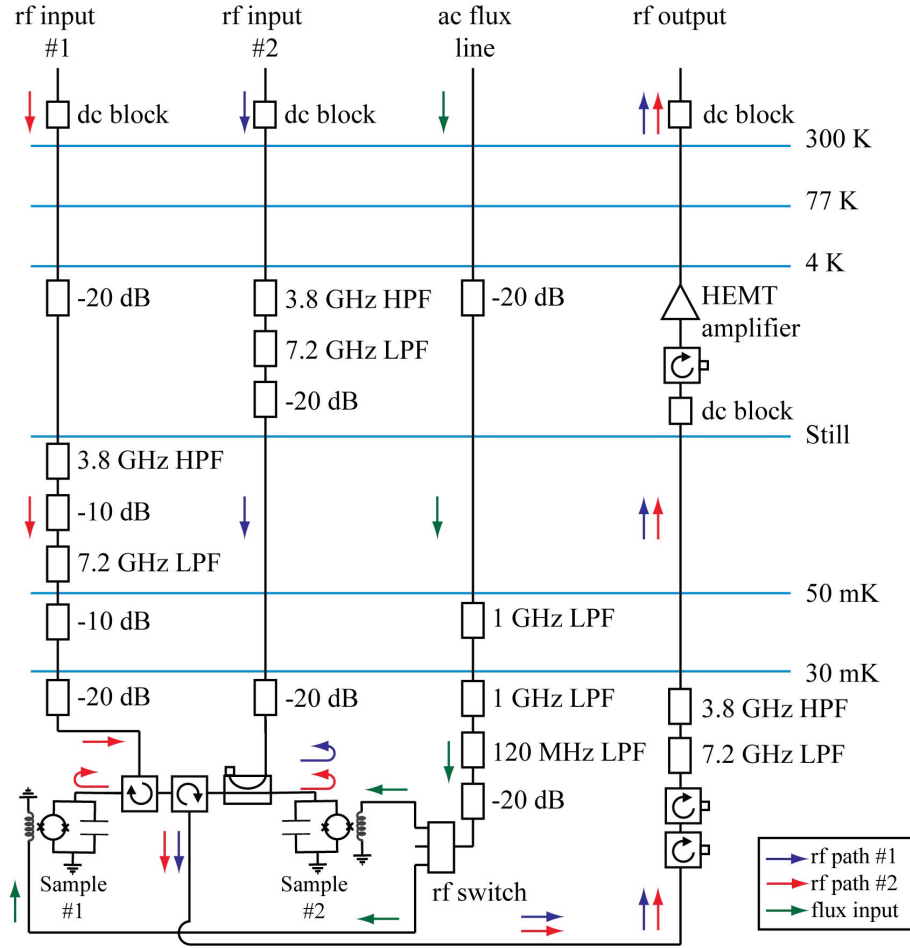 rf input
#1
rf input
#2
ac flux
line
rf output
dc block
dc block
dc block
300 K
77 K
4 K
-20 dB
3.8 GHz HPF
7.2 GHz LPF
-20 dB
-20 dB
HEMT
amplifier
dc block
Still
3.8 GHz HPF
-10 dB
7.2 GHz LPF
50 mK
-10 dB
1 GHz LPF
30 mK
-20 dB
-20 dB
1 GHz LPF
120 MHz LPF
-20 dB
3.8 GHz HPF
7.2 GHz LPF
Sample
#1
Sample
#2
rf switch
rf path #1
rf path #2
flux input